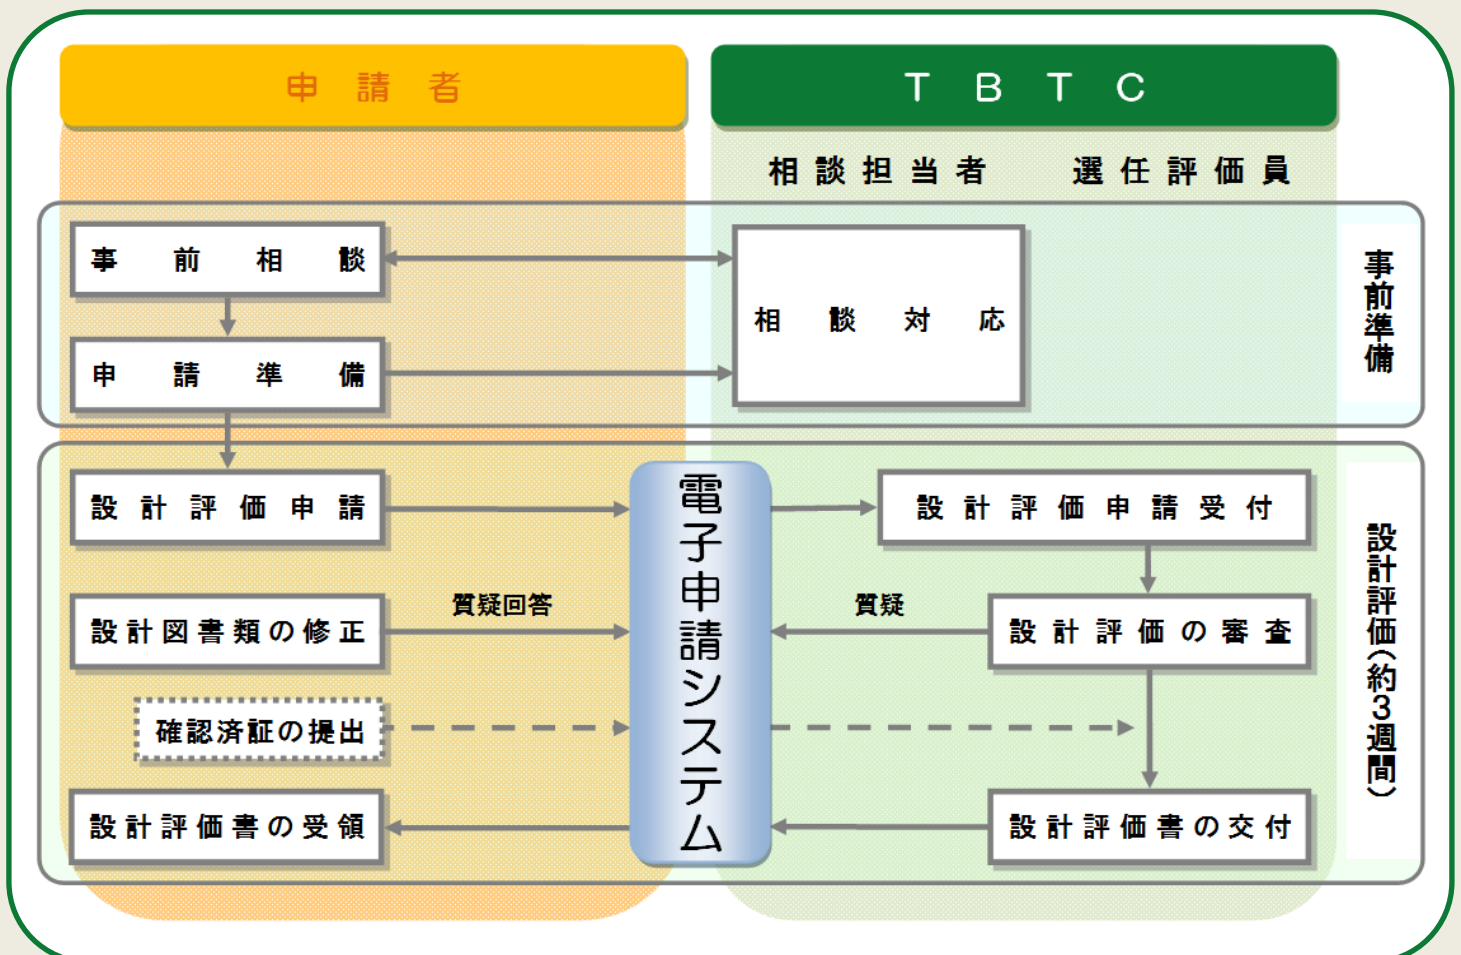 申請者
TBTC
相談担当者
選任評価員
事前相談
相談対応
申請準備
事前準備
設計評価申請
電子申請システム
設計評価申請受付
設計図書類の修正
質疑回答
質疑
設計評価の審査
確認済証の提出
設計評価書の受領
設計評価書の交付
設計評価(約3週間)